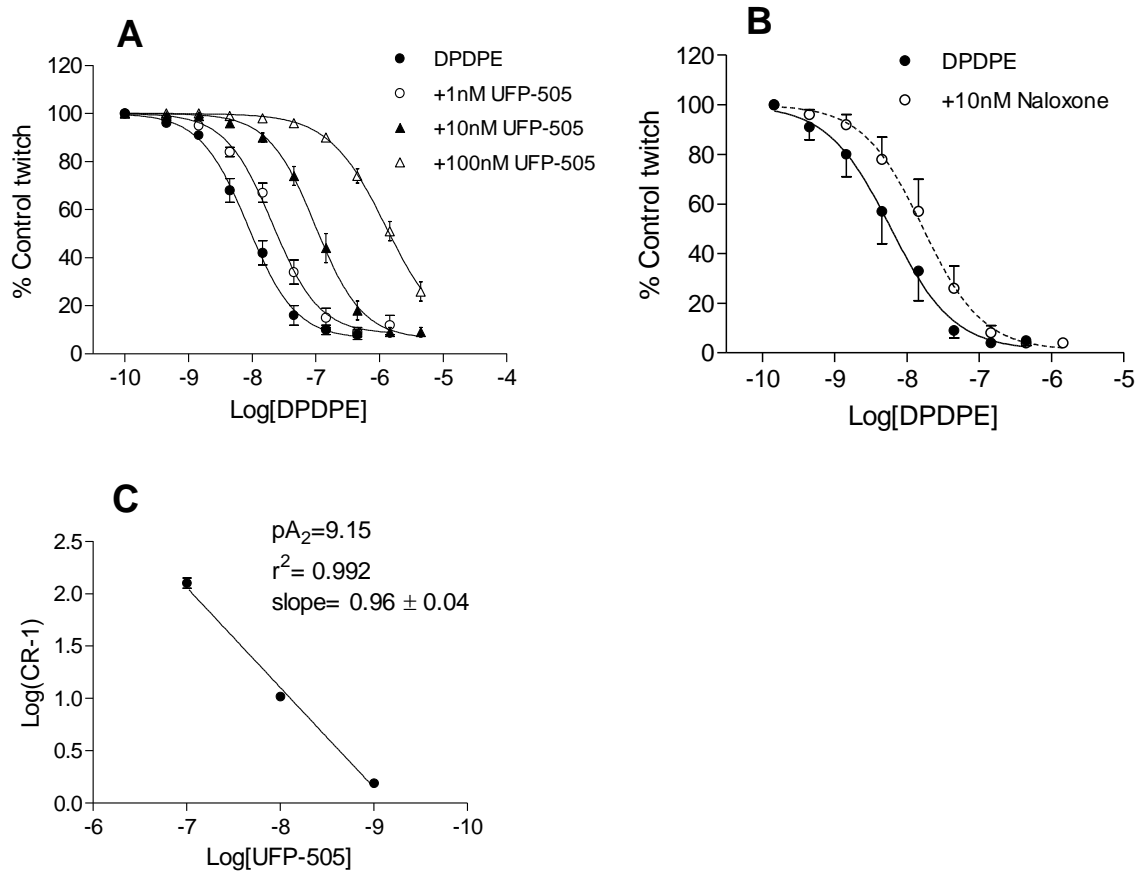 A
DPDPE
+1nM UFP-505
+10nM UFP-505
+100nM UFP-505
120
100
80
60
40
20
0
% Control twitch
-10 -9 -8 -7 -6 -5 -4
Log[DPDPE]
B
DPDPE
+10nM Naloxone
120
100
80
60
40
20
0
% Control twitch
-10 -9 -8 -7 -6 -5
Log[DPDPE]
C
pA₂=9.15
r²= 0.992
slope= 0.96 ± 0.04
2.5
2.0
1.5
1.0
0.5
0.0
Log(CR-1)
-6 -7 -8 -9 -10
Log[UFP-505]